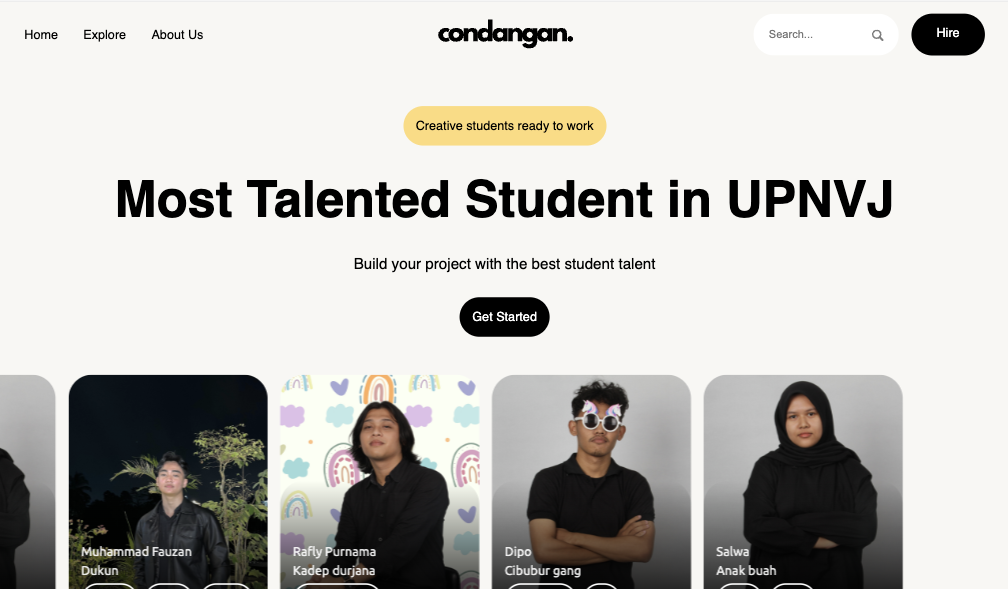 Home
Explore
About Us
condangan.
Search...
Hire
Creative students ready to work
Most Talented Student in UPNVJ
Build your project with the best student talent
Get Started
Muhammad Fauzan
Dukun
Rafly Purnama
Kadep durjana
Dipo
Cibubur gang
Salwa
Anak buah